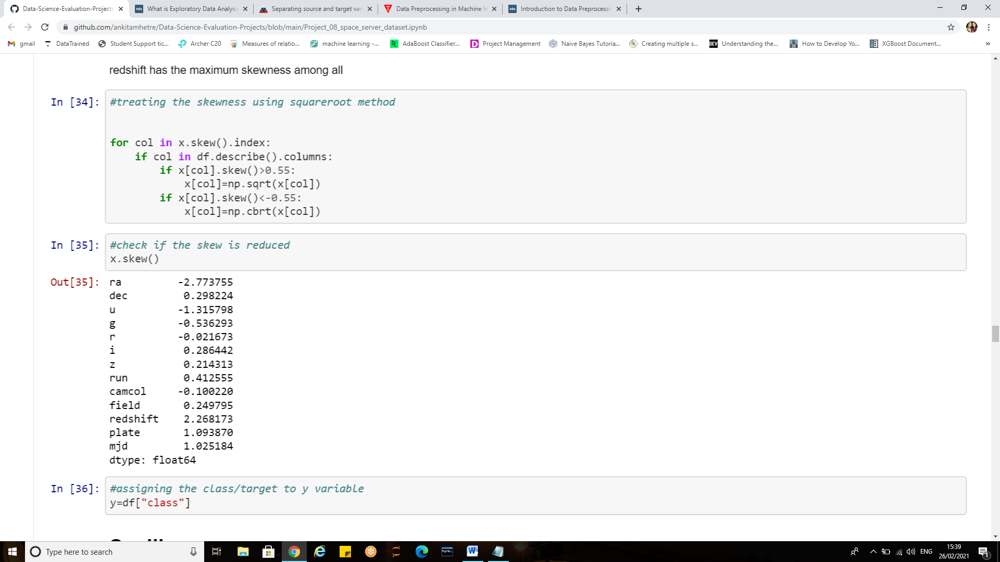 Data-Science-Evaluation-Projects
What is Exploratory Data Analysis
Separating source and target var
Data Preprocessing in Machine le
Introduction to Data Preprocessi
github.com/ankitamhetre/Data-Science-Evaluation-Projects/blob/main/Project_08_space_server_dataset.ipynb
gmail
DataTrained
Student Support tic...
Archer C20
Measures of relatio...
machine learning -...
AdaBoost Classifier...
Project Management
Naive Bayes Tutoria...
Creating multiple s...
DEV Understanding the...
How to Develop Yo...
XGBoost Document...
»
redshift has the maximum skewness among all
In [34]: #treating the skewness using squareroot method
for col in x.skew().index:
    if col in df.describe().columns:
        if x[col].skew()>0.55:
            x[col]=np.sqrt(x[col])
        if x[col].skew()<-0.55:
            x[col]=np.cbrt(x[col])
In [35]: #check if the skew is reduced
x.skew()
Out[35]: ra -2.773755
dec 0.298224
u -1.315798
g -0.536293
r -0.021673
i 0.286442
z 0.214313
run 0.412555
camcol -0.100220
field 0.249795
redshift 2.268173
plate 1.093870
mjd 1.025184
dtype: float64
In [36]: #assigning the class/target to y variable
y=df["class"]
Type here to search
ENG
15:39
26/02/2021
1